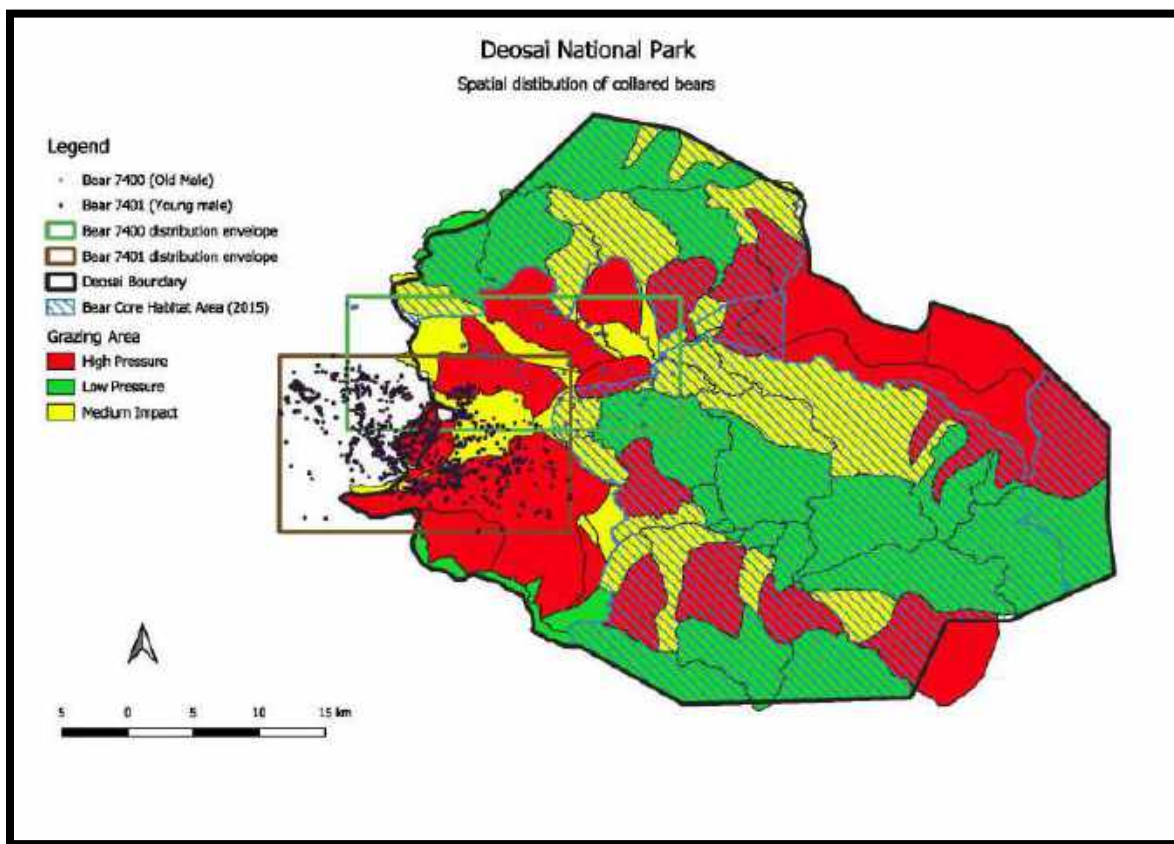 Deosai National Park
Spatial distibution of collared bears
Legend
Bear 7400 (Old Male)
Bear 7401 (Young male)
Bear 7400 distribution envelope
Bear 7401 distribution envelope
Deosai Boundary
Bear Core Habitat Area (2015)
Grazing Area
High Pressure
Low Pressure
Medium Impact
5 0 5 10 15 km